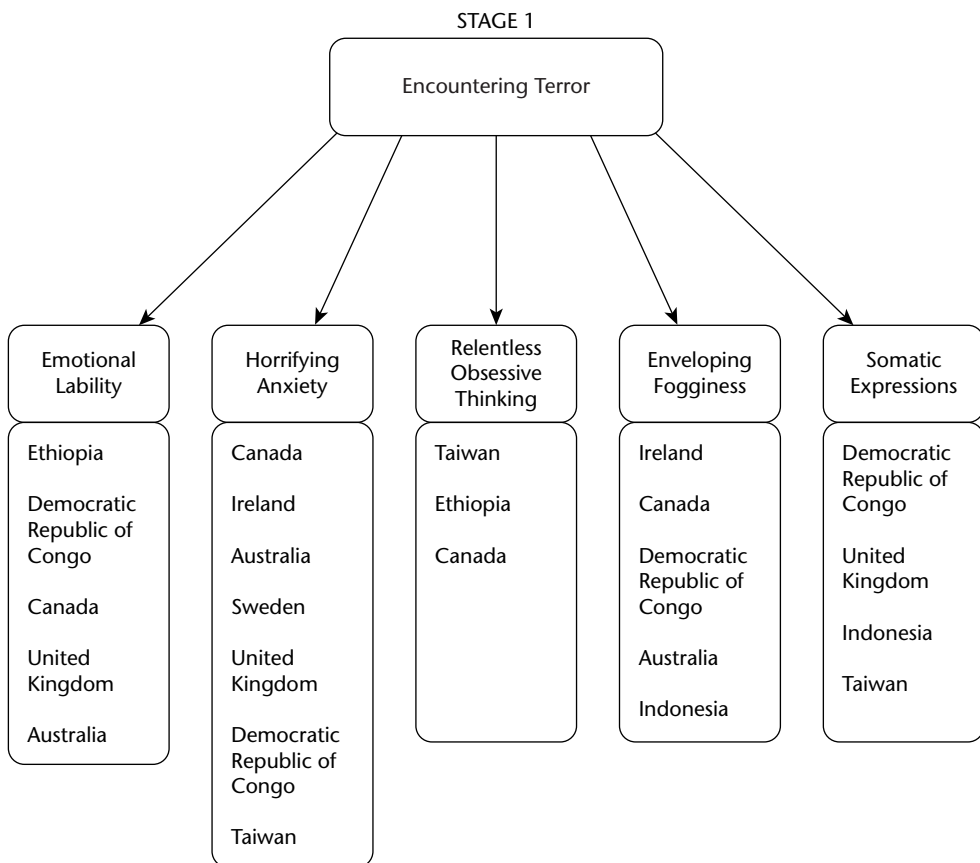 STAGE 1
Encountering Terror
Emotional
Lability
Ethiopia
Democratic
Republic of
Congo
Canada
United
Kingdom
Australia
Horrifying
Anxiety
Canada
Ireland
Australia
Sweden
United
Kingdom
Democratic
Republic of
Congo
Taiwan
Relentless
Obsessive
Thinking
Taiwan
Ethiopia
Canada
Enveloping
Fogginess
Ireland
Canada
Democratic
Republic of
Congo
Australia
Indonesia
Somatic
Expressions
Democratic
Republic of
Congo
United
Kingdom
Indonesia
Taiwan